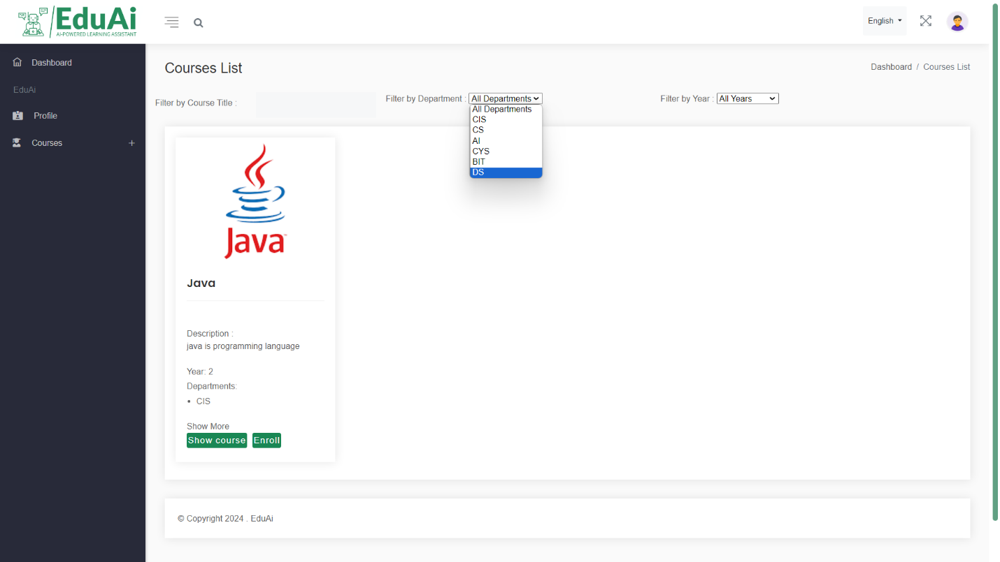 EduAi
AI-POWERED LEARNING ASSISTANT
English
Dashboard
EduAi
Profile
Courses
Courses List
Dashboard / Courses List
Filter by Course Title :
Filter by Department : All Departments
All Departments
CIS
CS
AI
CYS
BIT
DS
Filter by Year : All Years
Java™
Java
Description :
java is programming language
Year: 2
Departments:
• CIS
Show More
Show course Enroll
© Copyright 2024 . EduAi